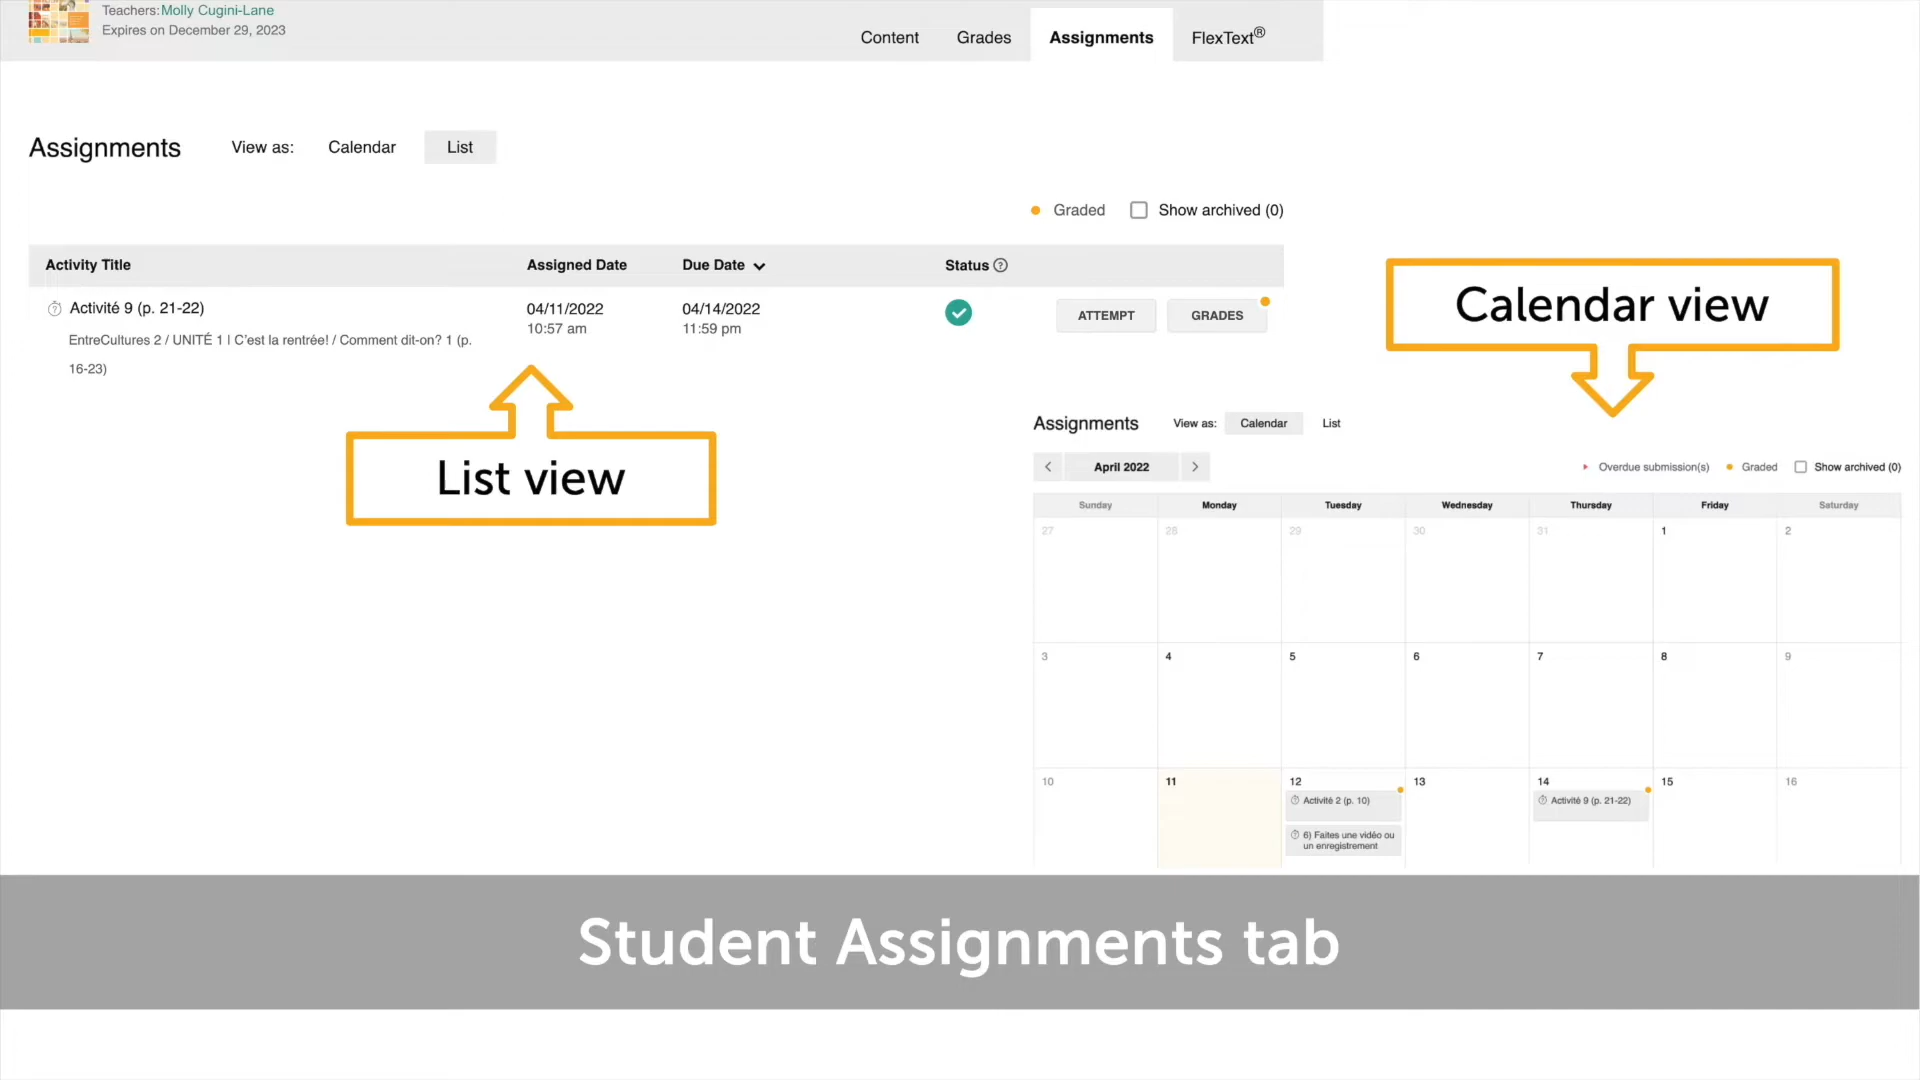 Teachers: Molly Cugini-Lane
Expires on December 29, 2023
Content Grades Assignments FlexText®
Assignments View as: Calendar List
Graded Show archived (0)
Activity Title Assigned Date Due Date Status
Activité 9 (p. 21-22) 04/11/2022 04/14/2022 ATTEMPT GRADES
10:57 am 11:59 pm
EntreCultures 2 / UNITÉ 1 | C'est la rentrée! / Comment dit-on? 1 (p.
16-23)
List view
Calendar view
Assignments View as: Calendar List
April 2022
Overdue submission(s) Graded Show archived (0)
Sunday Monday Tuesday Wednesday Thursday Friday Saturday
27 28 29 30 31 1 2
3 4 5 6 7 8 9
10 11 12 13 14 15 16
Activité 2 (p. 10) Activité 9 (p. 21-22)
6) Faites une vidéo ou
un enregistrement
Student Assignments tab